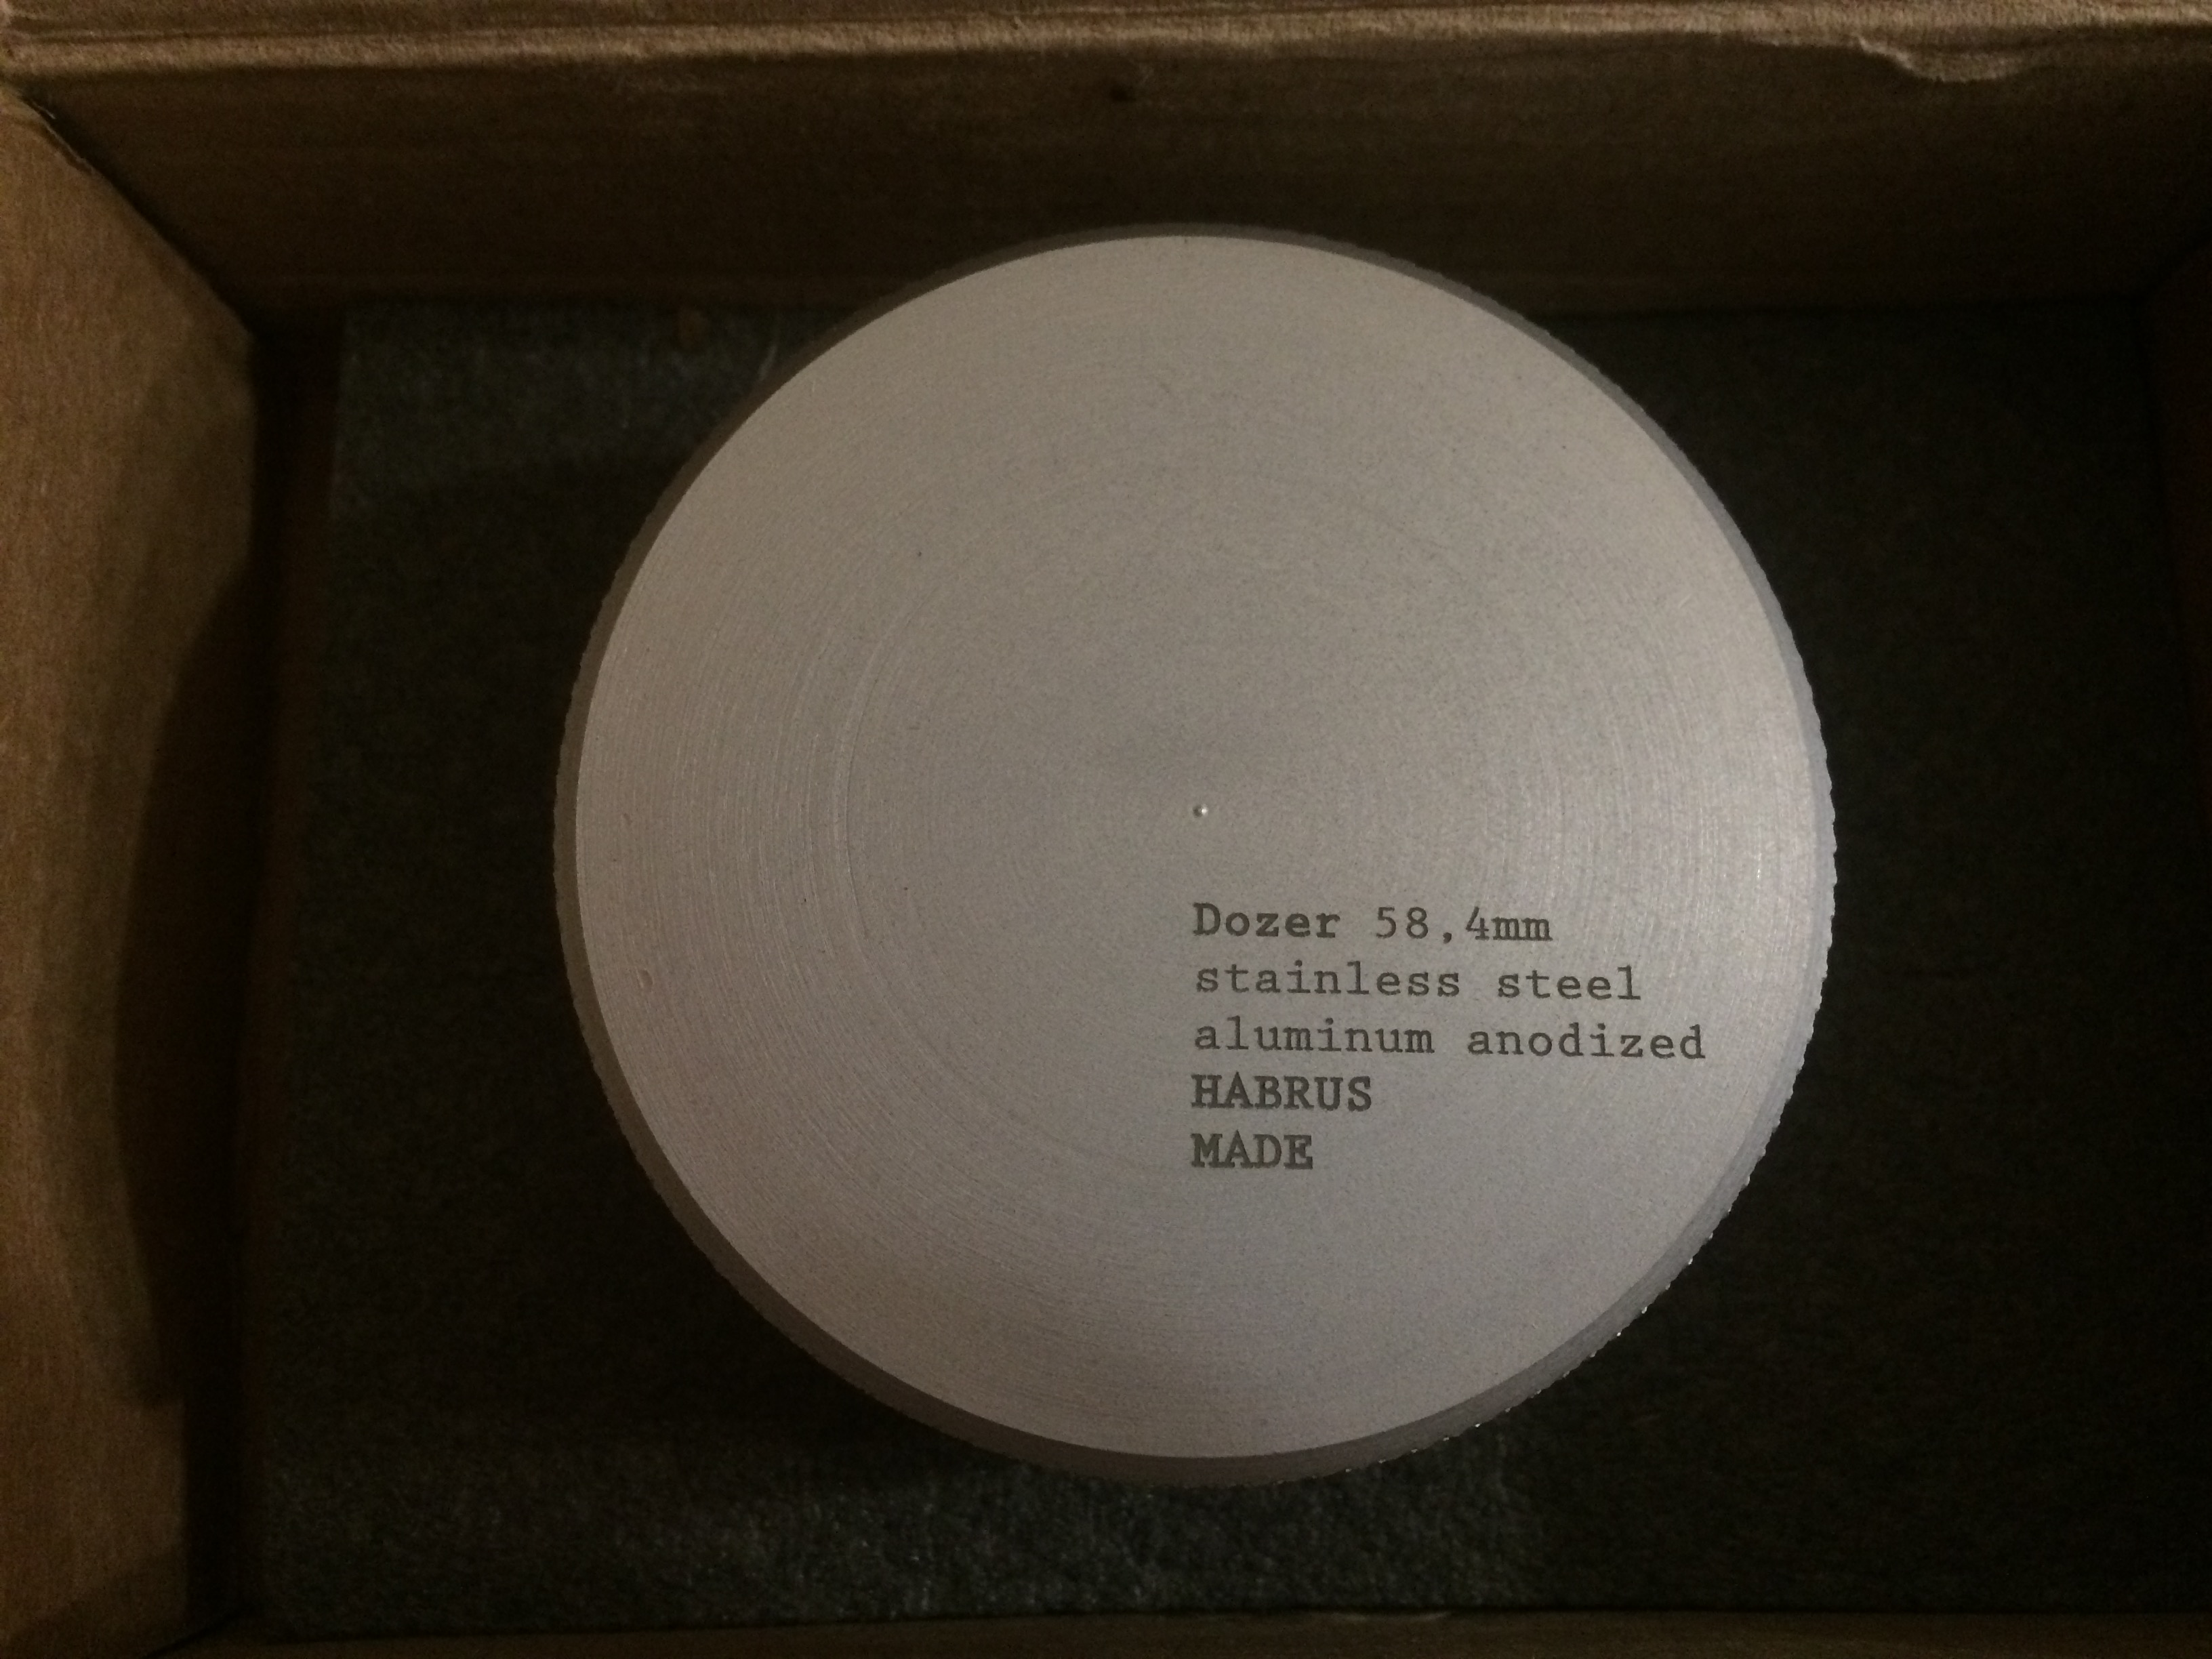 Dozer 58,4mm
stainless steel
aluminum anodized
HABRUS
MADE